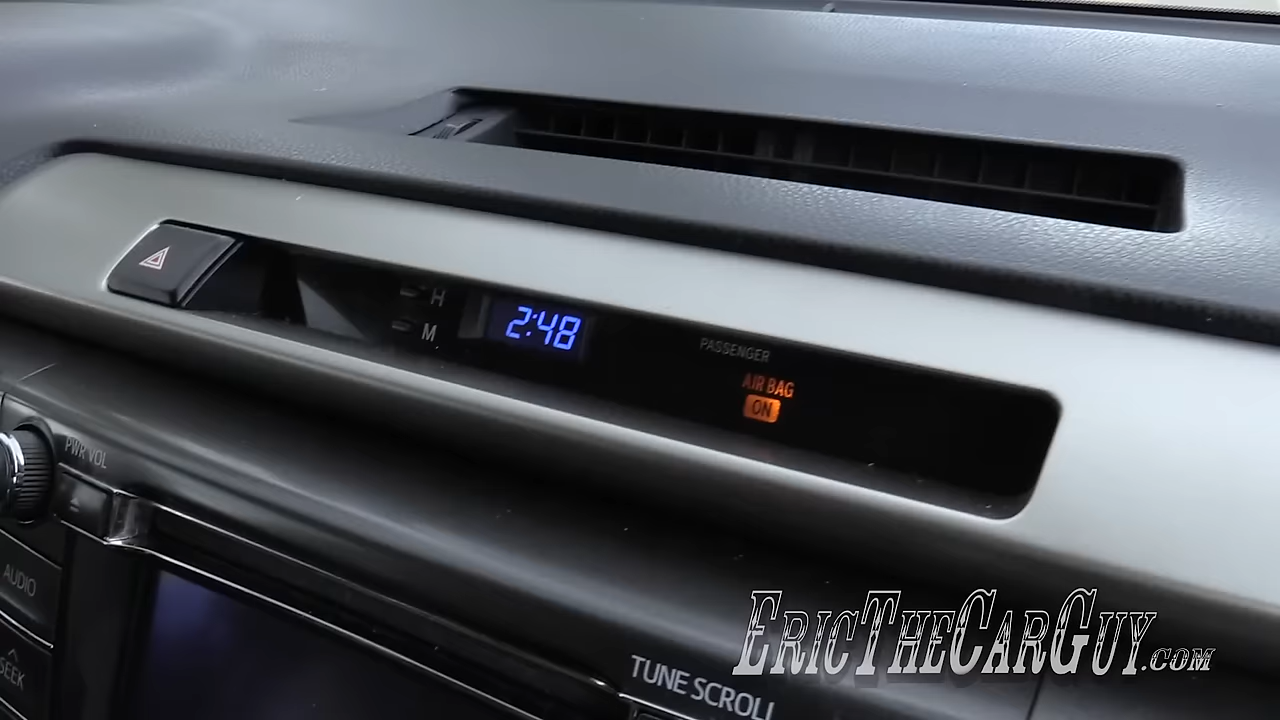 H
M
2:48
PASSENGER
AIR BAG
ON
PWR VOL
AUDIO
SEEK
TUNE SCROLL
ERICTHECARGUY.COM